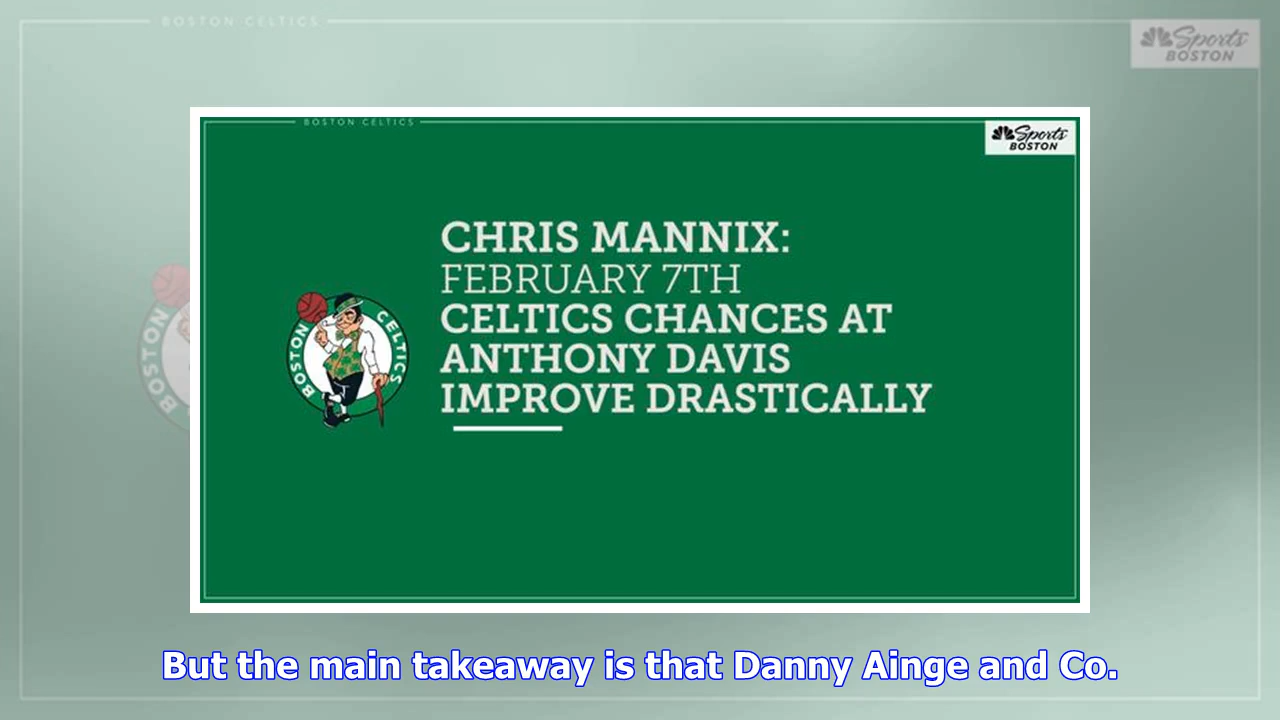 BOSTON CELTICS
Sports
BOSTON
BOSTON CELTICS
Sports
BOSTON
CHRIS MANNIX:
FEBRUARY 7TH
CELTICS CHANCES AT
ANTHONY DAVIS
IMPROVE DRASTICALLY
BOSTON
CELTICS
BOSTON
But the main takeaway is that Danny Ainge and Co.